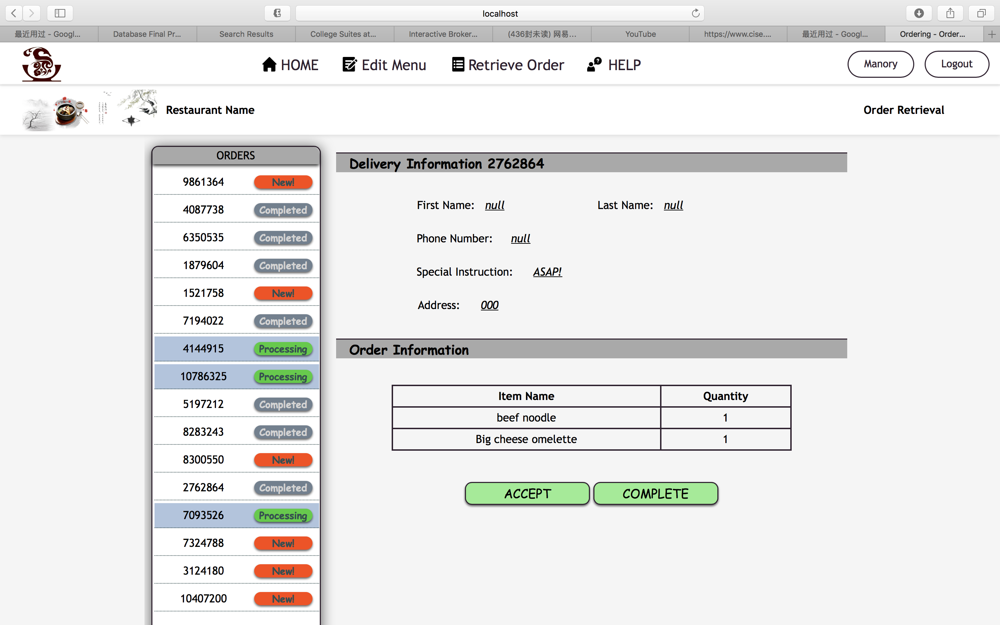 localhost
最近用过 - Googl...
Database Final Pr...
Search Results
College Suites at...
Interactive Broker...
(436封未读) 网易...
YouTube
https://www.cise....
最近用过 - Googl...
Ordering - Order...
HOME
Edit Menu
Retrieve Order
HELP
Manory
Logout
Restaurant Name
Order Retrieval
ORDERS
9861364 New!
4087738 Completed
6350535 Completed
1879604 Completed
1521758 New!
7194022 Completed
4144915 Processing
10786325 Processing
5197212 Completed
8283243 Completed
8300550 New!
2762864 Completed
7093526 Processing
7324788 New!
3124180 New!
10407200 New!
Delivery Information 2762864
First Name: null Last Name: null
Phone Number: null
Special Instruction: ASAP!
Address: 000
Order Information
Item Name Quantity
beef noodle 1
Big cheese omelette 1
ACCEPT COMPLETE